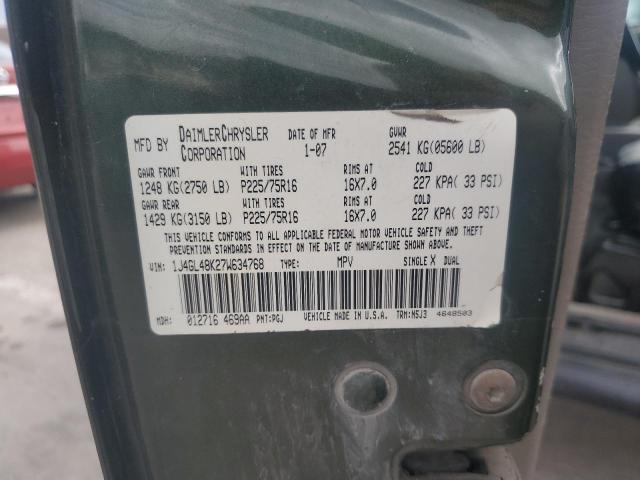 MFD BY DAIMLERCHRYSLER CORPORATION DATE OF MFR 1-07 GVWR 2541 KG(05600 LB)
GAWR FRONT WITH TIRES RIMS AT COLD
1248 KG(2750 LB) P225/75R16 16X7.0 227 KPA( 33 PSI)
GAWR REAR WITH TIRES RIMS AT COLD
1429 KG(3150 LB) P225/75R16 16X7.0 227 KPA( 33 PSI)
THIS VEHICLE CONFORMS TO ALL APPLICABLE FEDERAL MOTOR VEHICLE SAFETY AND THEFT
PREVENTION STANDARDS IN EFFECT ON THE DATE OF MANUFACTURE SHOWN ABOVE.
VIN: 1J4GL48K27W634768 TYPE: MPV SINGLE X DUAL
MDH: 012716 469AA PNT:PGJ VEHICLE MADE IN U.S.A. TRM:N5J3 4648503